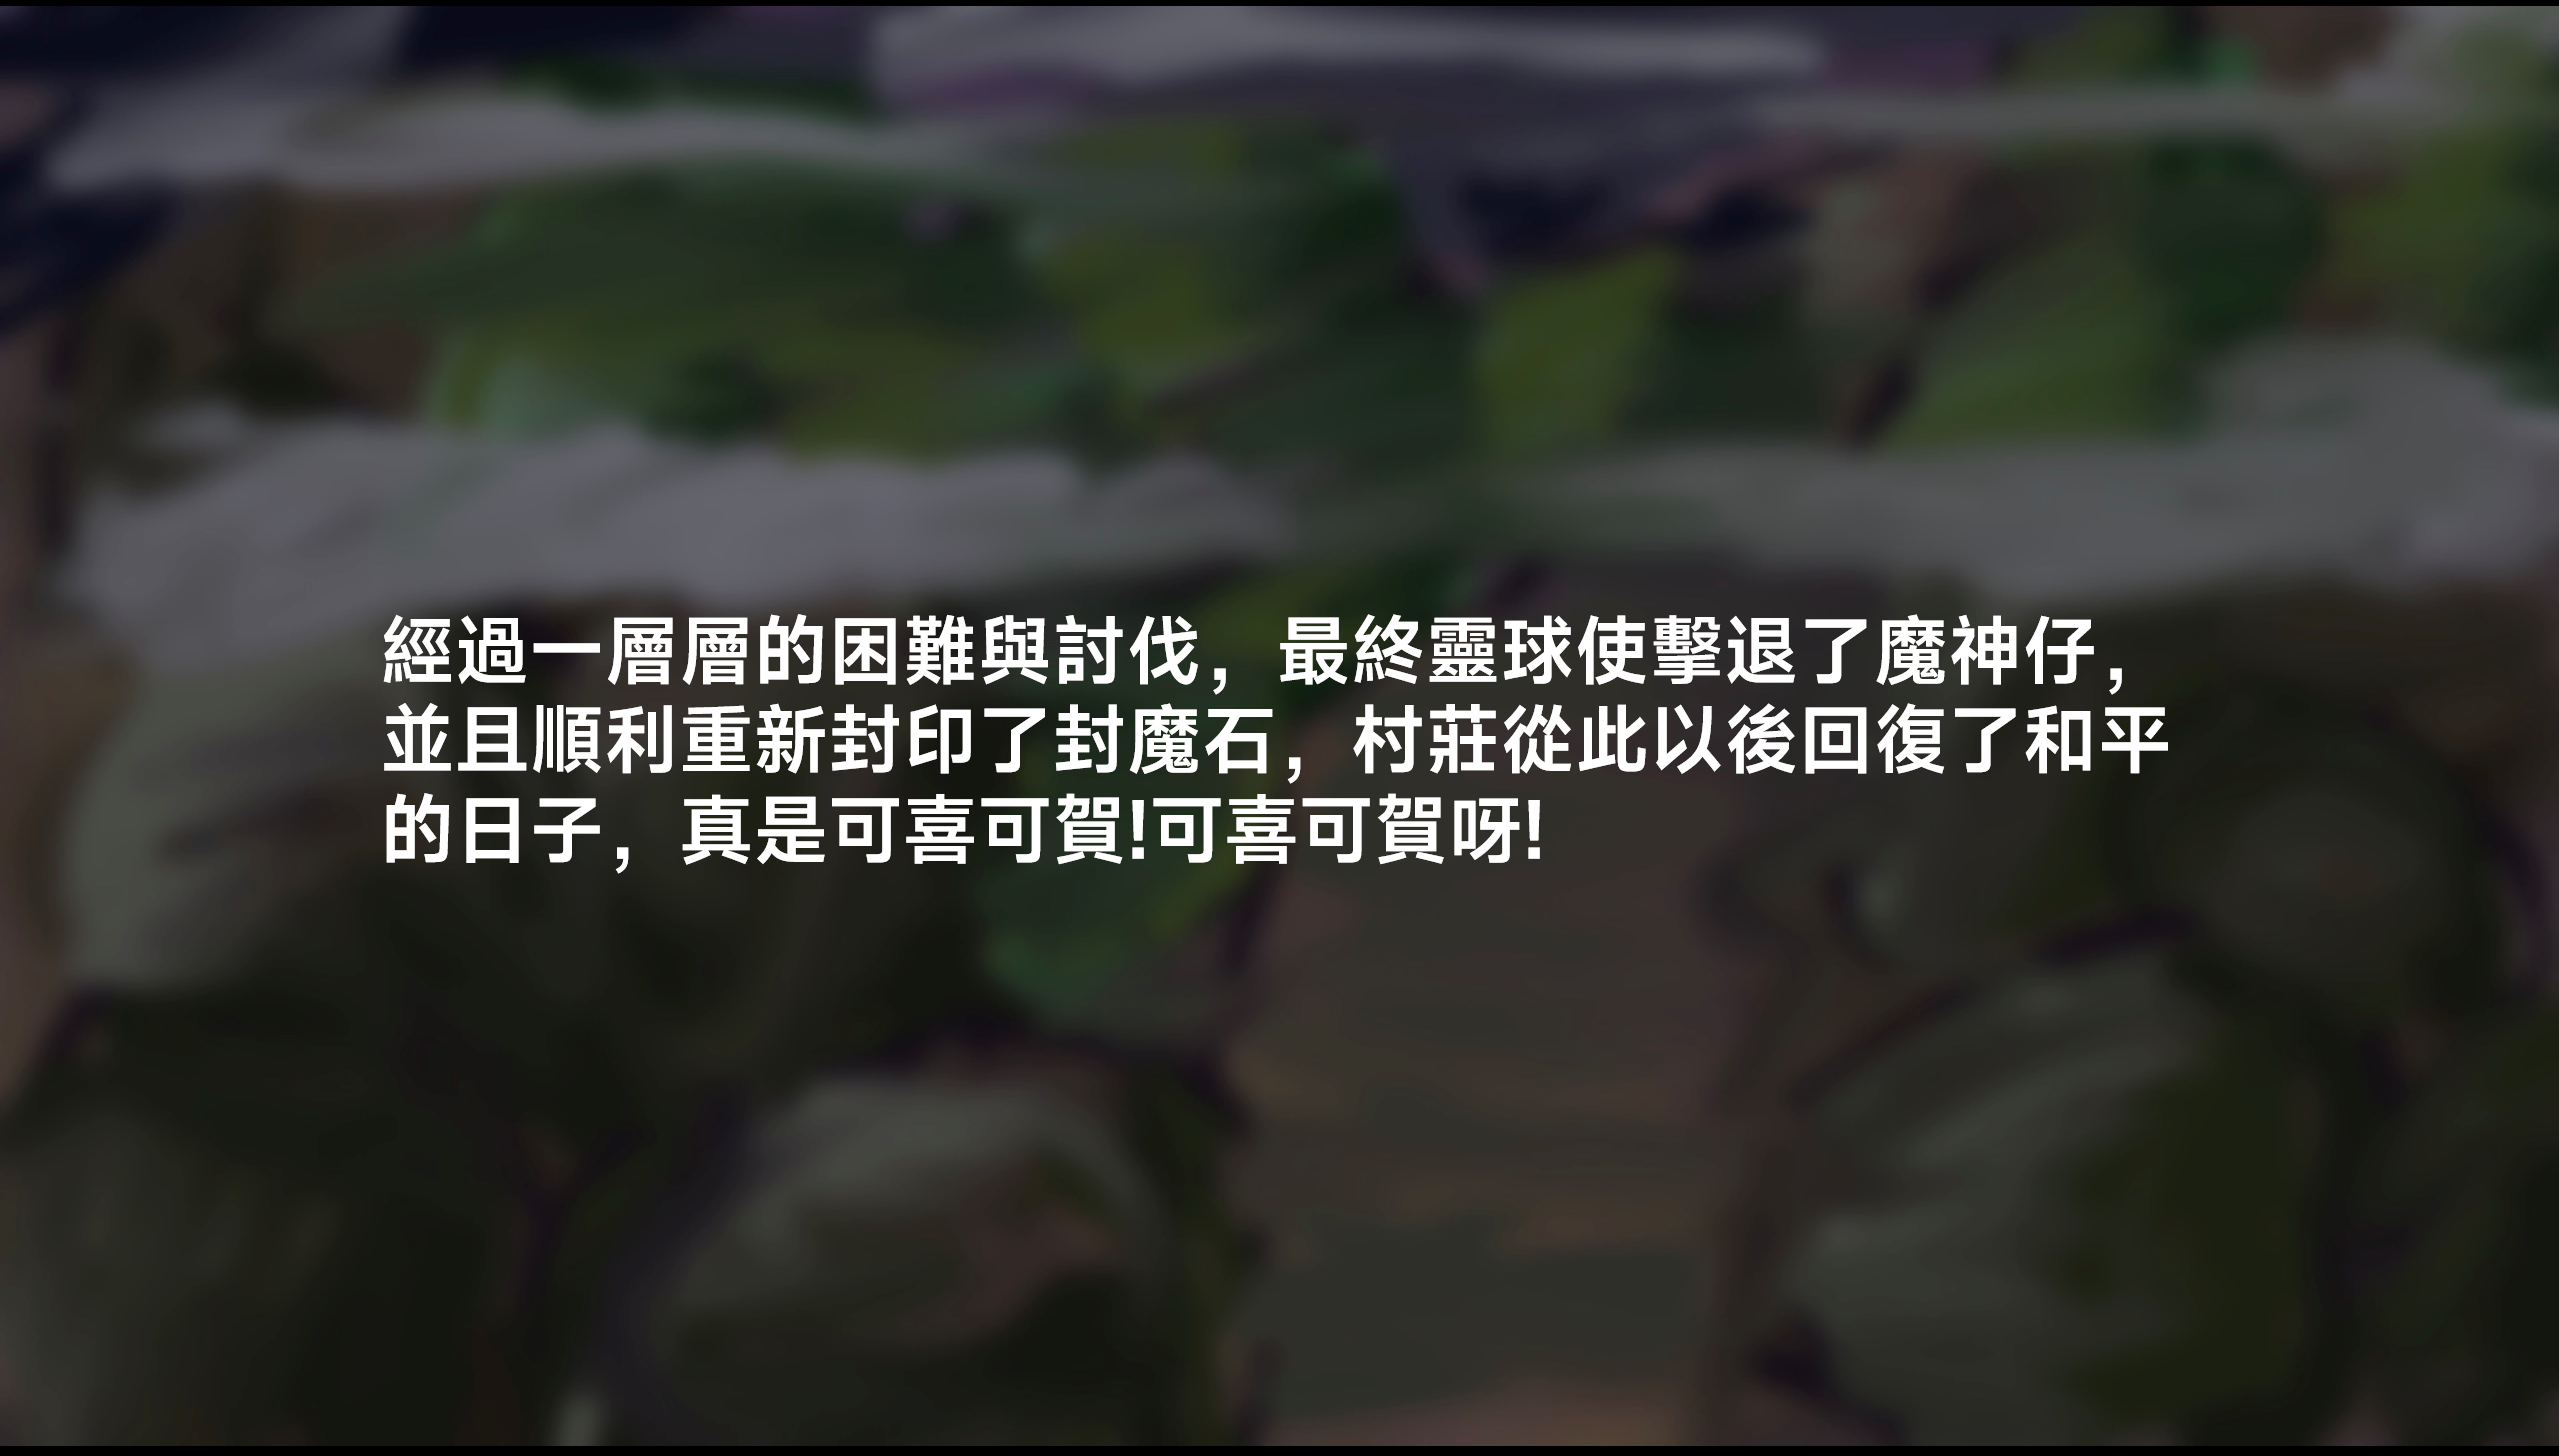 經過一層層的困難與討伐，最終靈球使擊退了魔神仔，
並且順利重新封印了封魔石，村莊從此以後回復了和平
的日子，真是可喜可賀!可喜可賀呀!